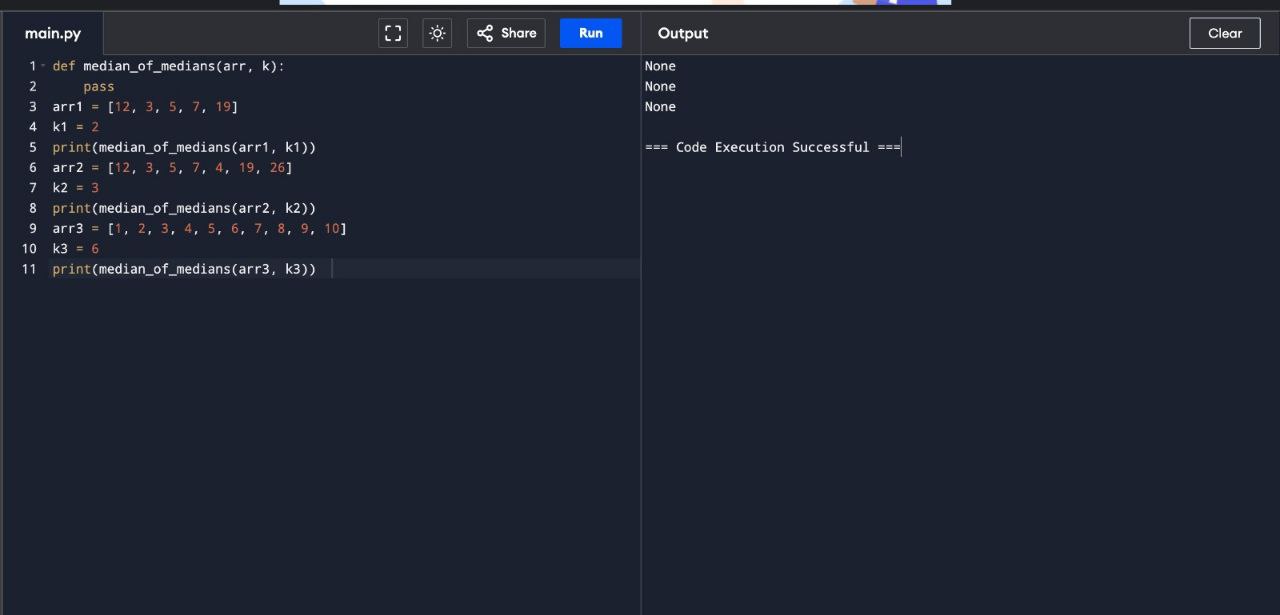 main.py
Share
Run
Output
Clear
1 def median_of_medians(arr, k):
2     pass
3 arr1 = [12, 3, 5, 7, 19]
4 k1 = 2
5 print(median_of_medians(arr1, k1))
6 arr2 = [12, 3, 5, 7, 4, 19, 26]
7 k2 = 3
8 print(median_of_medians(arr2, k2))
9 arr3 = [1, 2, 3, 4, 5, 6, 7, 8, 9, 10]
10 k3 = 6
11 print(median_of_medians(arr3, k3))
None
None
None
=== Code Execution Successful ===